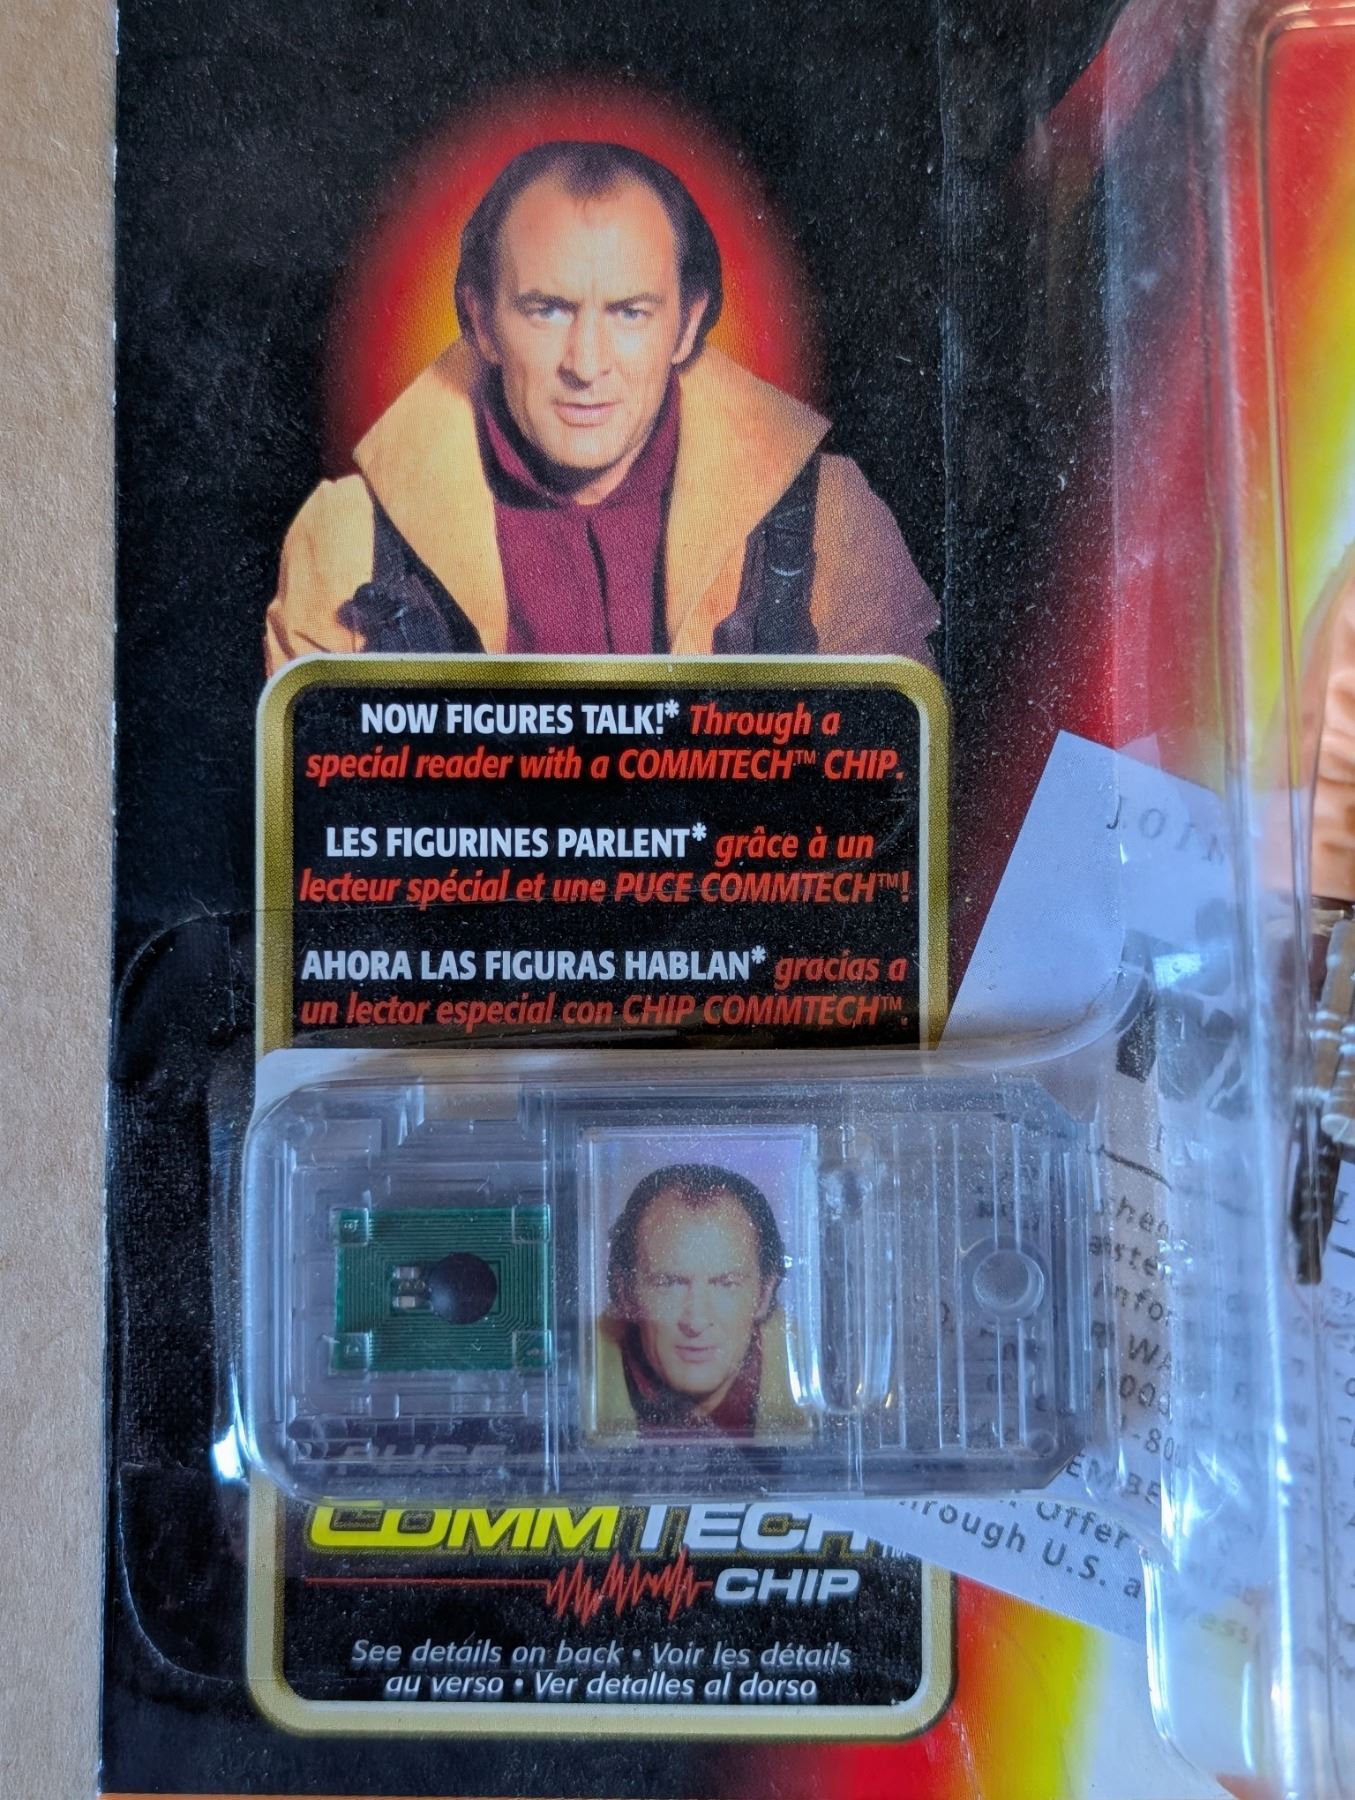 NOW FIGURES TALK!* Through a
special reader with a COMMTECH™ CHIP.
LES FIGURINES PARLENT* grâce à un
lecteur spécial et une PUCE COMMTECH™!
AHORA LAS FIGURAS HABLAN* gracias a
un lector especial con CHIP COMMTECH™.
COMMTECH
CHIP
See details on back • Voir les détails
au verso • Ver detalles al dorso
Offer
through U.S. a